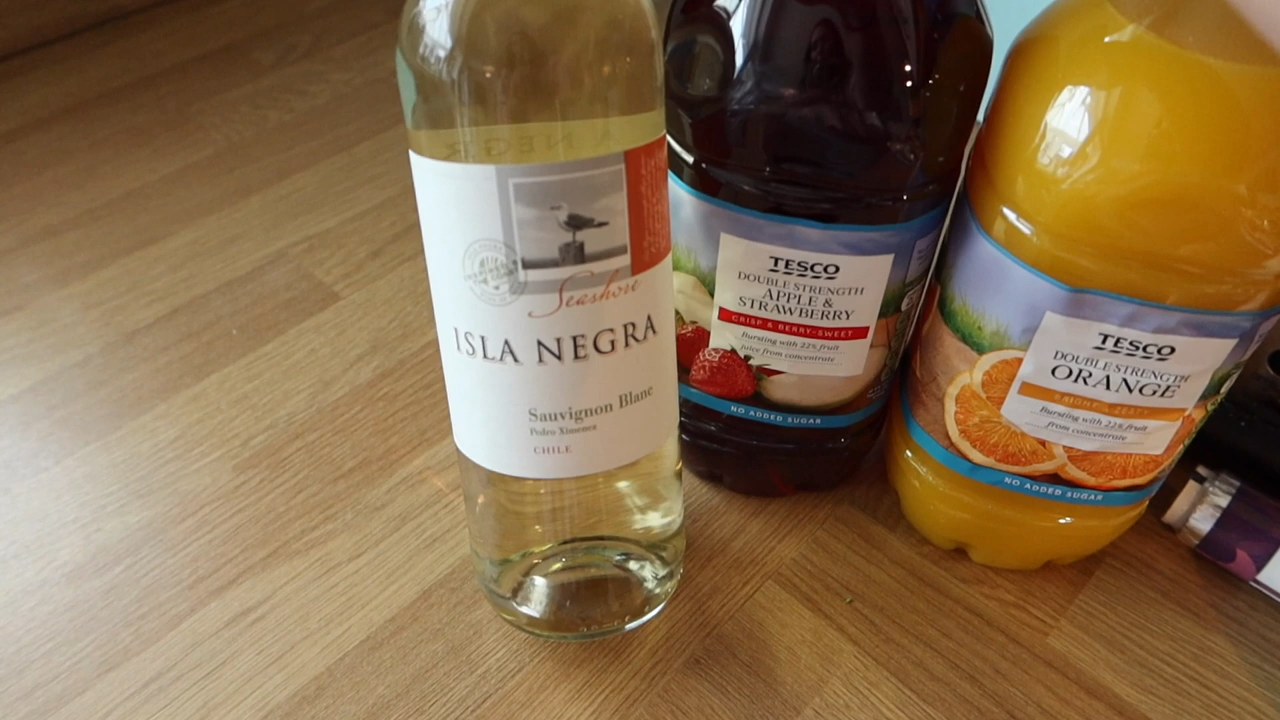 Seashore
ISLA NEGRA
Sauvignon Blanc
Pedro Ximenez
CHILE
TESCO
DOUBLE STRENGTH
APPLE &
STRAWBERRY
CRISP & BERRY-SWEET
Bursting with 22% fruit
juice from concentrate
NO ADDED SUGAR
TESCO
DOUBLE STRENGTH
ORANGE
BRIGHT & ZESTY
Bursting with 22% fruit
from concentrate
NO ADDED SUGAR